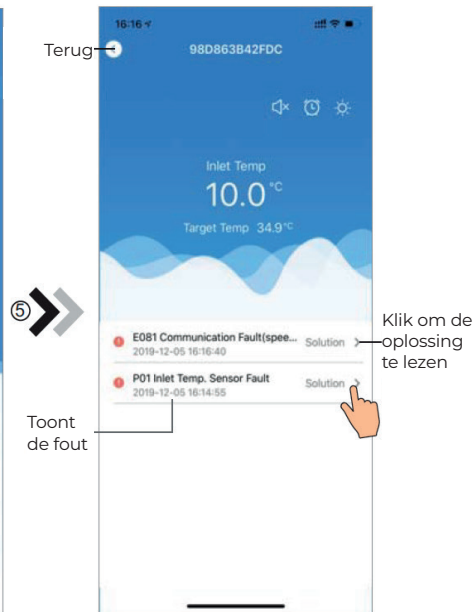 16:16
Terug
98D863B42FDC
Inlet Temp
10.0°C
Target Temp 34.9°C
⑤
E081 Communication Fault(spee... Solution
2019-12-05 16:16:40
Klik om de
oplossing
te lezen
P01 Inlet Temp. Sensor Fault Solution
2019-12-05 16:14:55
Toont
de fout